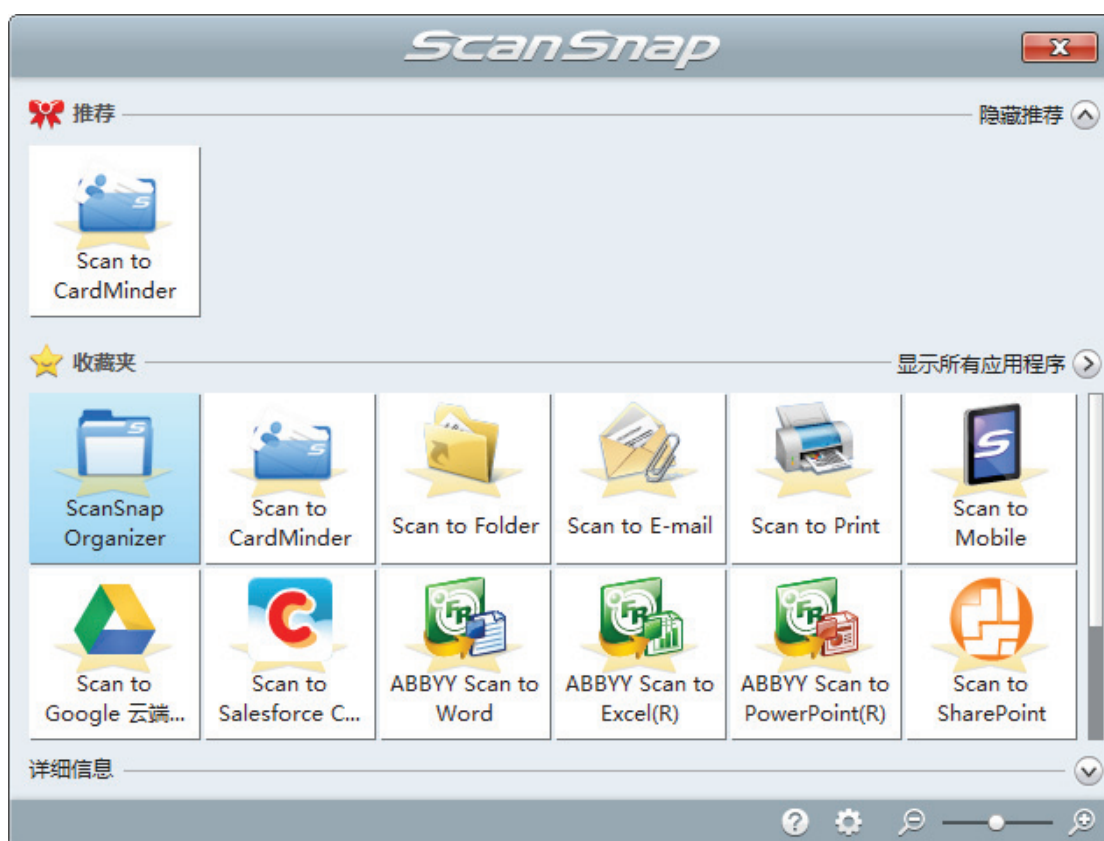 ScanSnap
推荐
隐藏推荐
Scan to
CardMinder
收藏夹
显示所有应用程序
ScanSnap
Organizer
Scan to
CardMinder
Scan to Folder
Scan to E-mail
Scan to Print
Scan to
Mobile
Scan to
Google 云端...
Scan to
Salesforce C...
ABBYY Scan to
Word
ABBYY Scan to
Excel(R)
ABBYY Scan to
PowerPoint(R)
Scan to
SharePoint
详细信息